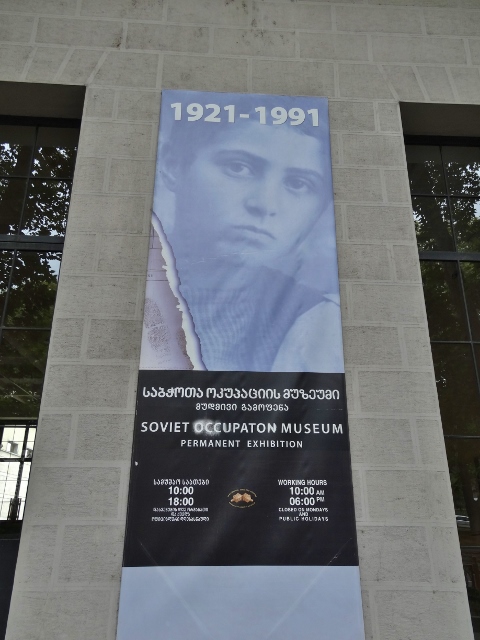 1921-1991
საბჭოთა ოკუპაციის მუზეუმი
მუდმივი გამოფენა
SOVIET OCCUPATON MUSEUM
PERMANENT EXHIBITION
სამუშაო საათები
10:00
18:00
WORKING HOURS
10:00 AM
06:00 PM
CLOSED ON MONDAYS
AND
PUBLIC HOLIDAYS